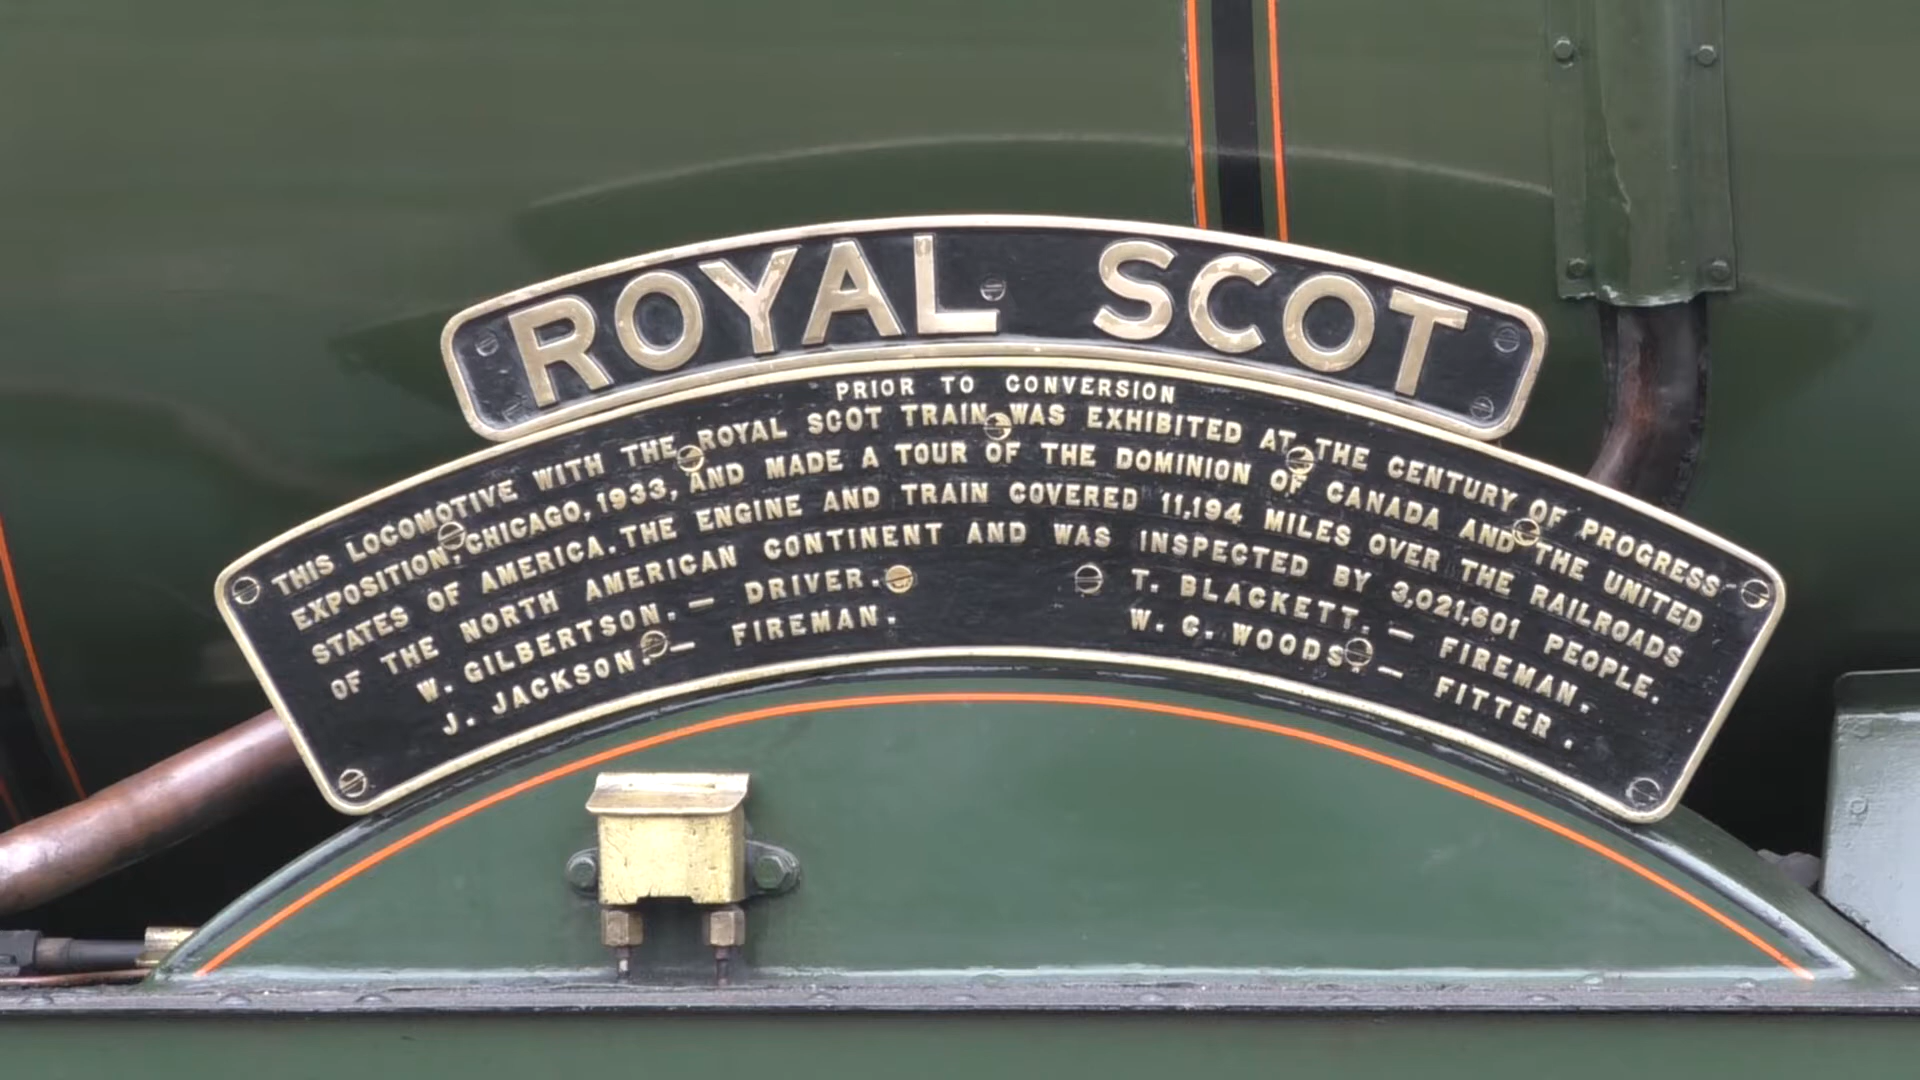 ROYAL SCOT
PRIOR TO CONVERSION
THIS LOCOMOTIVE WITH THE ROYAL SCOT TRAIN WAS EXHIBITED AT THE CENTURY OF PROGRESS
EXPOSITION, CHICAGO, 1933, AND MADE A TOUR OF THE DOMINION OF CANADA AND THE UNITED
STATES OF AMERICA. THE ENGINE AND TRAIN COVERED 11,194 MILES OVER THE RAILROADS
OF THE NORTH AMERICAN CONTINENT AND WAS INSPECTED BY 3,021,601 PEOPLE.
W. GILBERTSON. — DRIVER. T. BLACKETT. — FIREMAN.
J. JACKSON. — FIREMAN. W. C. WOODS. — FITTER.